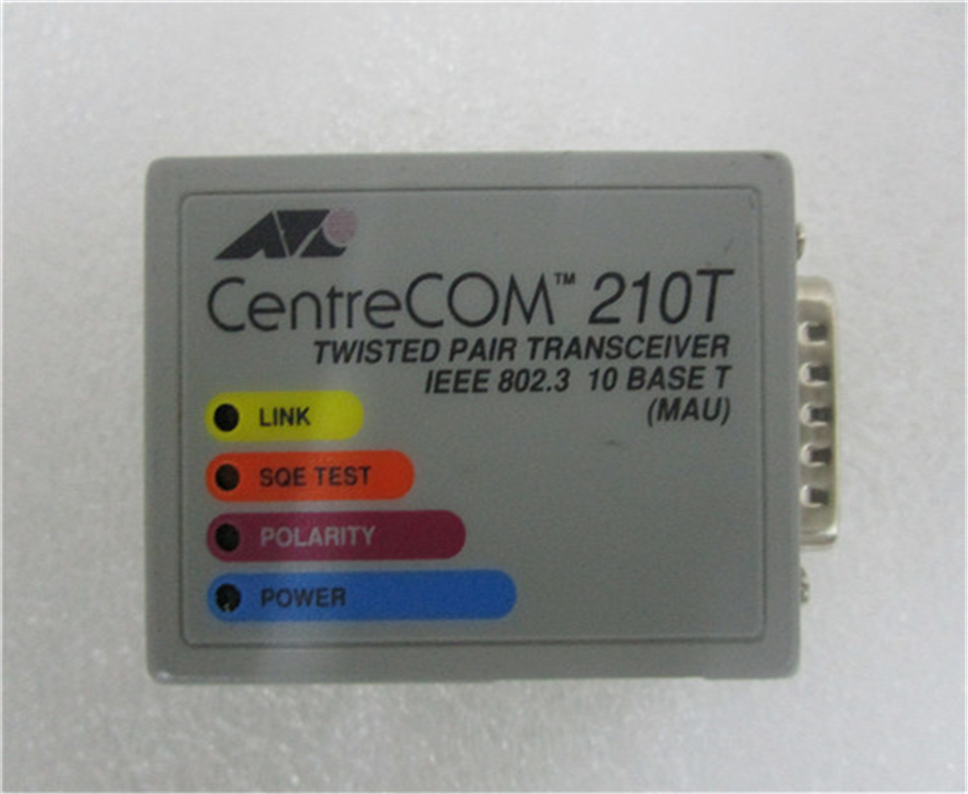 CentreCOM™ 210T
TWISTED PAIR TRANSCEIVER
IEEE 802.3 10 BASE T
(MAU)
LINK
SQE TEST
POLARITY
POWER